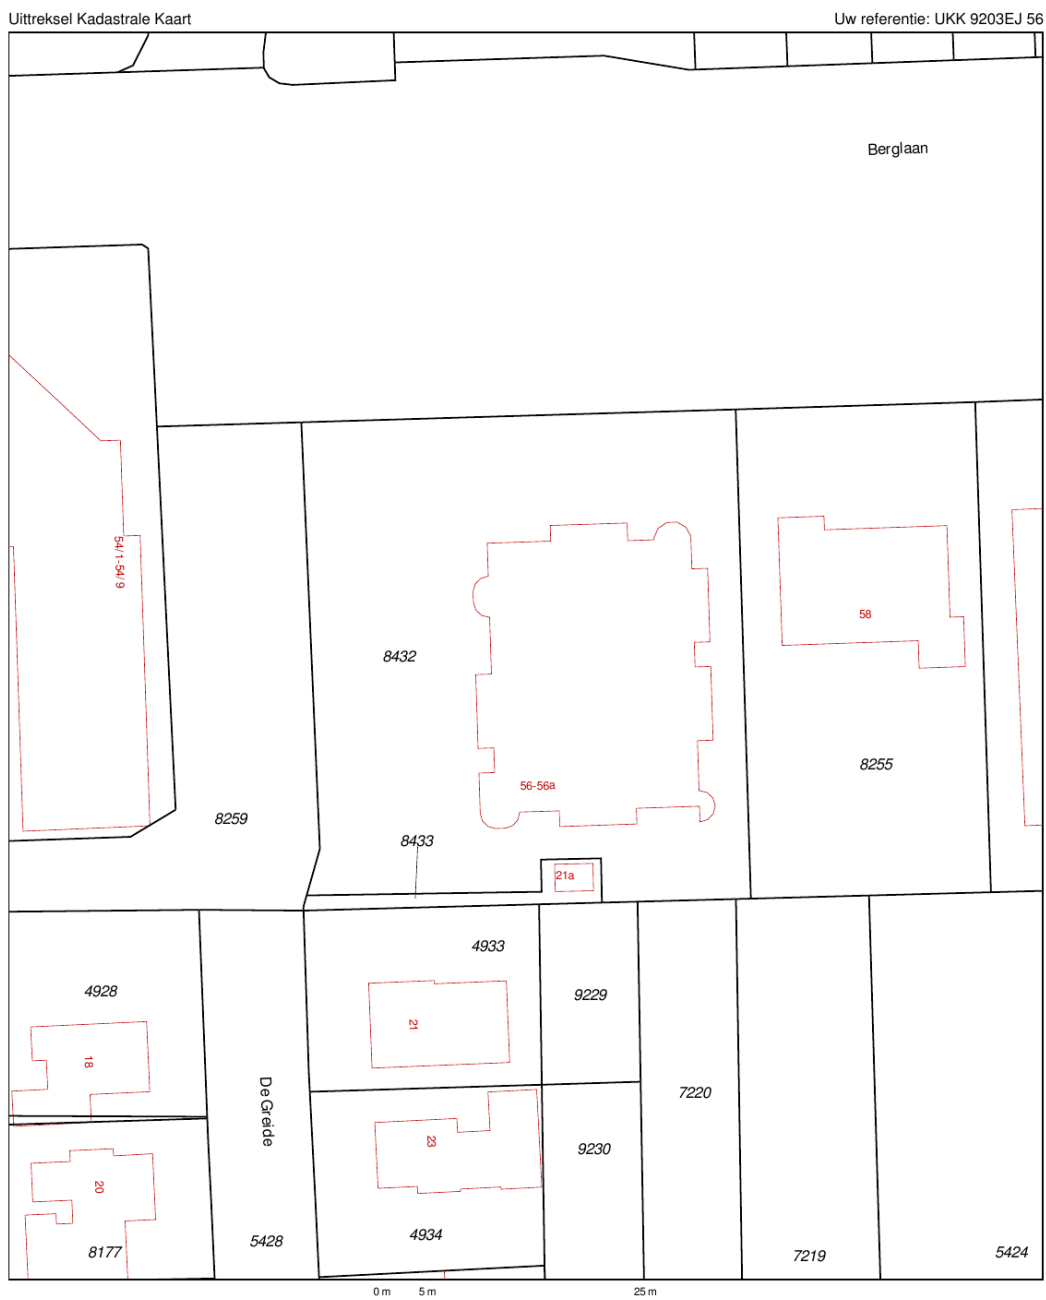 Uittreksel Kadastrale Kaart
Uw referentie: UKK 9203EJ 56
Berglaan
54/1-54/9
58
8432
8255
56-56a
8259
8433
21a
4933
4928
9229
21
18
7220
De Greide
23
9230
20
4934
5428
8177
7219
5424
0 m
5 m
25 m